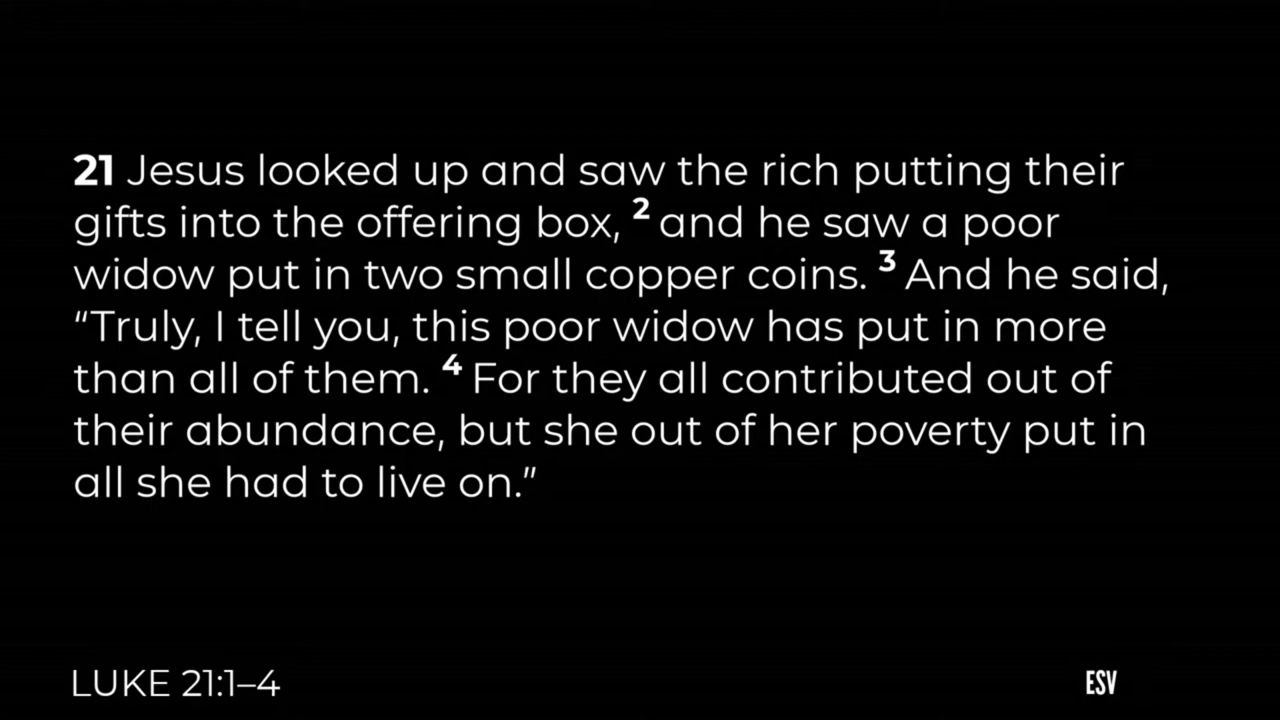 21 Jesus looked up and saw the rich putting their
gifts into the offering box, 2 and he saw a poor
widow put in two small copper coins. 3 And he said,
“Truly, I tell you, this poor widow has put in more
than all of them. 4 For they all contributed out of
their abundance, but she out of her poverty put in
all she had to live on.”
LUKE 21:1–4
ESV